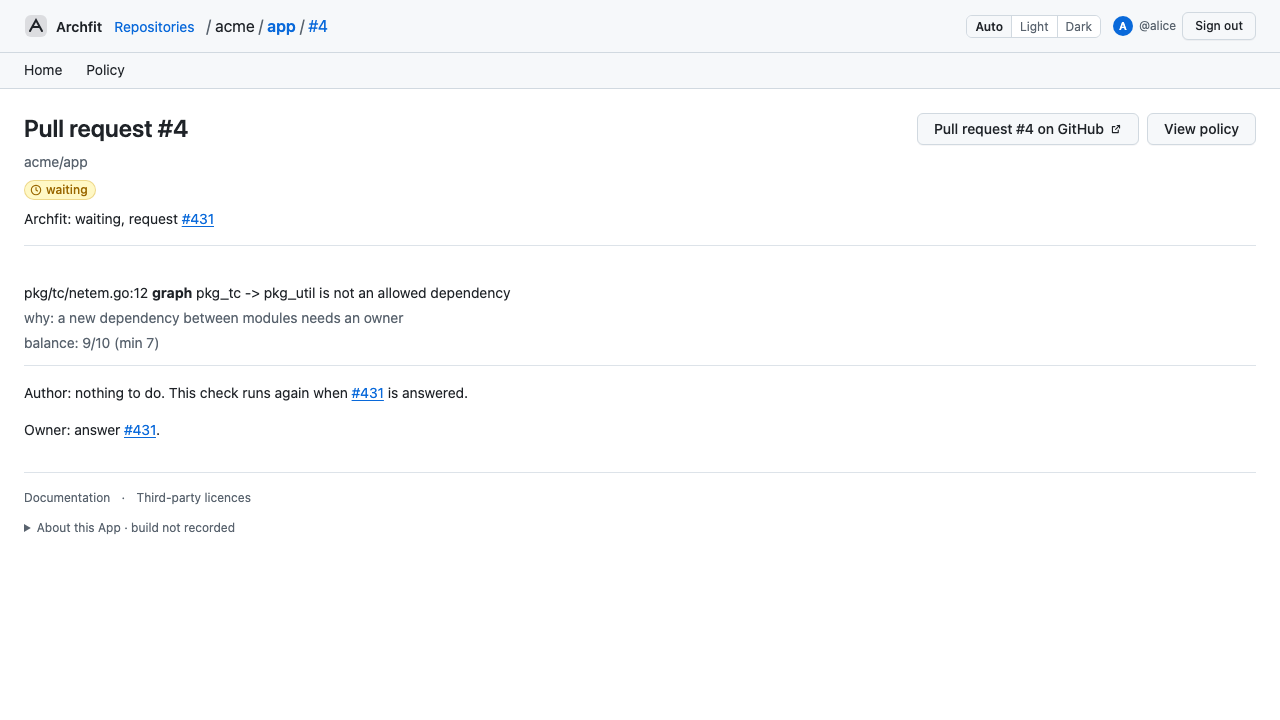 Archfit Repositories / acme / app / #4 Auto Light Dark A @alice Sign out
Home Policy
Pull request #4 Pull request #4 on GitHub View policy
acme/app
waiting
Archfit: waiting, request #431
pkg/tc/netem.go:12 graph pkg_tc -> pkg_util is not an allowed dependency
why: a new dependency between modules needs an owner
balance: 9/10 (min 7)
Author: nothing to do. This check runs again when #431 is answered.
Owner: answer #431.
Documentation · Third-party licences
About this App · build not recorded